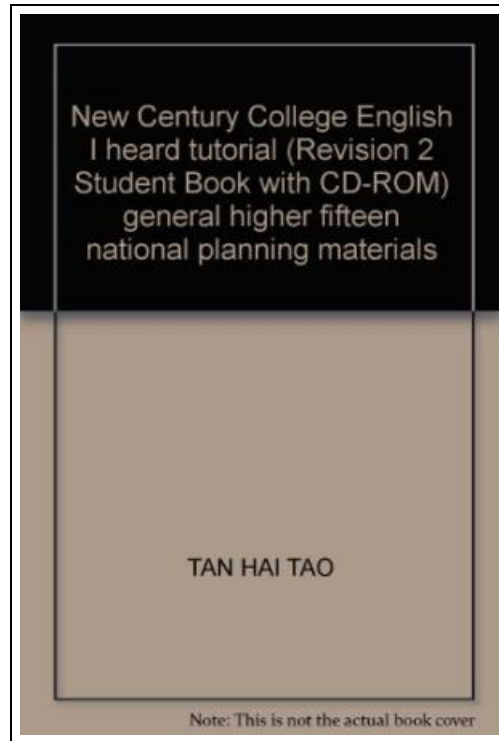 New Century College English
I heard tutorial (Revision 2
Student Book with CD-ROM)
general higher fifteen
national planning materials
TAN HAI TAO
Note: This is not the actual book cover